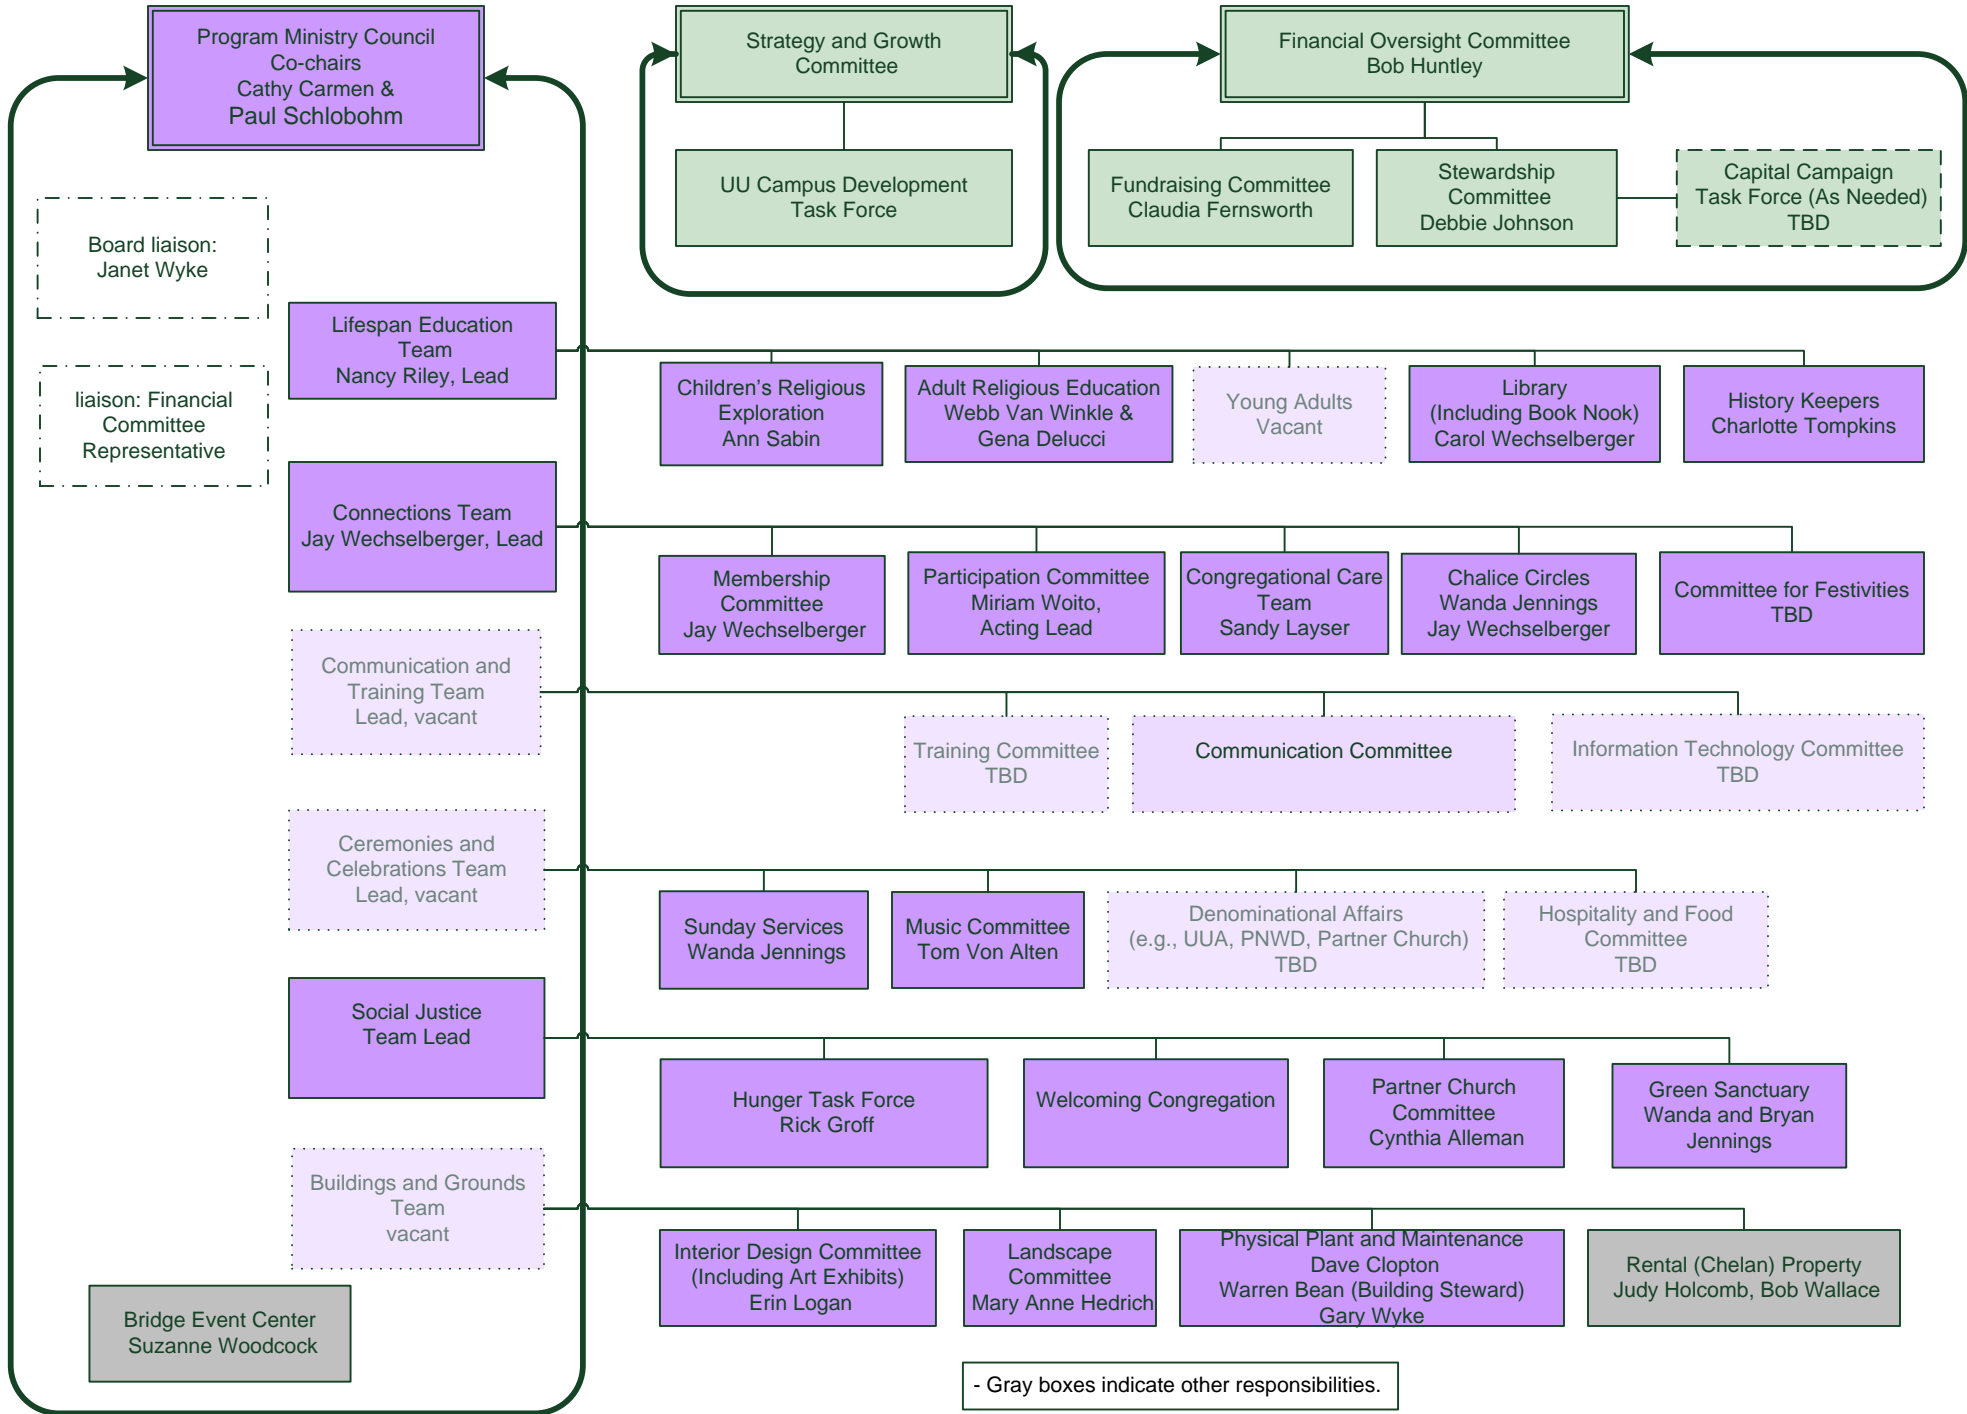 Program Ministry Council
Co-chairs
Cathy Carmen &
Paul Schlobohm
Strategy and Growth
Committee
Financial Oversight Committee
Bob Huntley
UU Campus Development
Task Force
Fundraising Committee
Claudia Fernsworth
Stewardship
Committee
Debbie Johnson
Capital Campaign
Task Force (As Needed)
TBD
Board liaison:
Janet Wyke
liaison: Financial
Committee
Representative
Lifespan Education
Team
Nancy Riley, Lead
Children’s Religious
Exploration
Ann Sabin
Adult Religious Education
Webb Van Winkle &
Gena Delucci
Young Adults
Vacant
Library
(Including Book Nook)
Carol Wechselberger
History Keepers
Charlotte Tompkins
Connections Team
Jay Wechselberger, Lead
Membership
Committee
Jay Wechselberger
Participation Committee
Miriam Woito,
Acting Lead
Congregational Care
Team
Sandy Layser
Chalice Circles
Wanda Jennings
Jay Wechselberger
Committee for Festivities
TBD
Communication and
Training Team
Lead, vacant
Training Committee
TBD
Communication Committee
Information Technology Committee
TBD
Ceremonies and
Celebrations Team
Lead, vacant
Sunday Services
Wanda Jennings
Music Committee
Tom Von Alten
Denominational Affairs
(e.g., UUA, PNWD, Partner Church)
TBD
Hospitality and Food
Committee
TBD
Social Justice
Team Lead
Hunger Task Force
Rick Groff
Welcoming Congregation
Partner Church
Committee
Cynthia Alleman
Green Sanctuary
Wanda and Bryan
Jennings
Buildings and Grounds
Team
vacant
Interior Design Committee
(Including Art Exhibits)
Erin Logan
Landscape
Committee
Mary Anne Hedrich
Physical Plant and Maintenance
Dave Clopton
Warren Bean (Building Steward)
Gary Wyke
Rental (Chelan) Property
Judy Holcomb, Bob Wallace
Bridge Event Center
Suzanne Woodcock
- Gray boxes indicate other responsibilities.